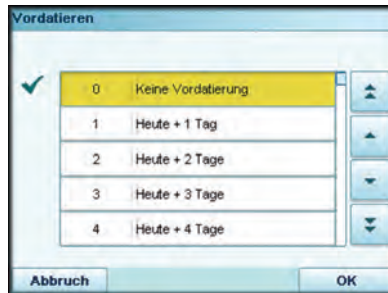 Vordatieren
0 Keine Vordatierung
1 Heute + 1 Tag
2 Heute + 2 Tage
3 Heute + 3 Tage
4 Heute + 4 Tage
Abbruch OK